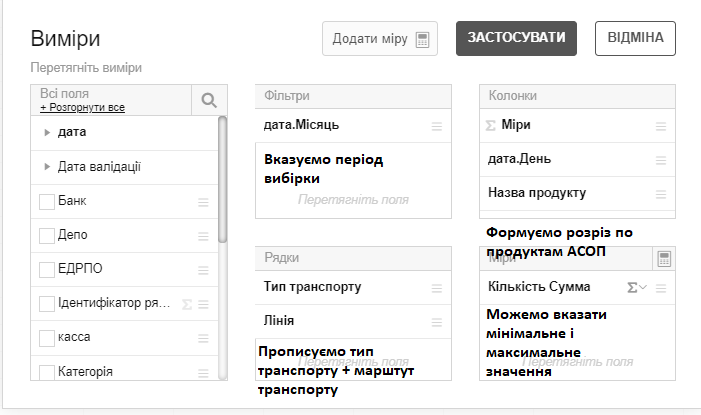 Виміри
Додати міру
ЗАСТОСУВАТИ
ВІДМІНА
Перетягніть виміри
Всі поля
+ Розгорнути все
дата
Дата валідації
Банк
Депо
ЕДРПО
Ідентифікатор ря...
касса
Категорія
Фільтри
дата.Місяць
Вказуємо період
вибірки
Перетягніть поля
Колонки
Міри
дата.День
Назва продукту
Формуємо розріз по
продуктам АСОП
Рядки
Тип транспорту
Лінія
Перетягніть поля
Прописуємо тип
транспорту + марштут
транспорту
Міри
Кількість Сумма
Можемо вказати
мінімальне і
максимальне
значення
Перетягніть поля